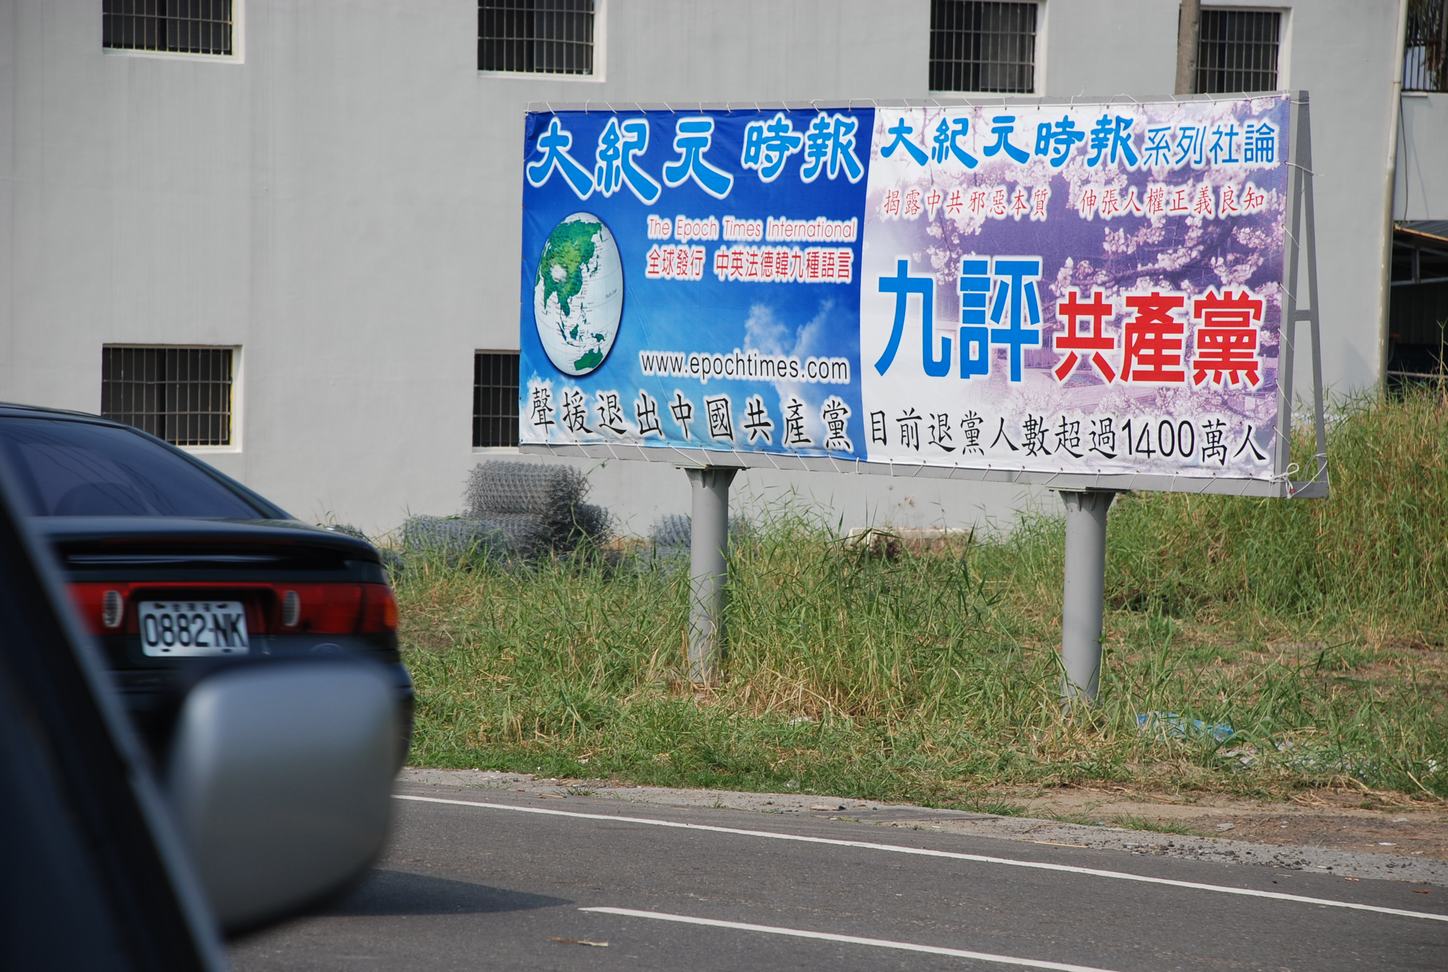 大紀元時報
The Epoch Times International
全球發行 中英法德韓九種語言
www.epochtimes.com
聲援退出中國共產黨
大紀元時報系列社論
揭露中共邪惡本質 伸張人權正義良知
九評共產黨
目前退黨人數超過1400萬人
台灣省
0882-NK